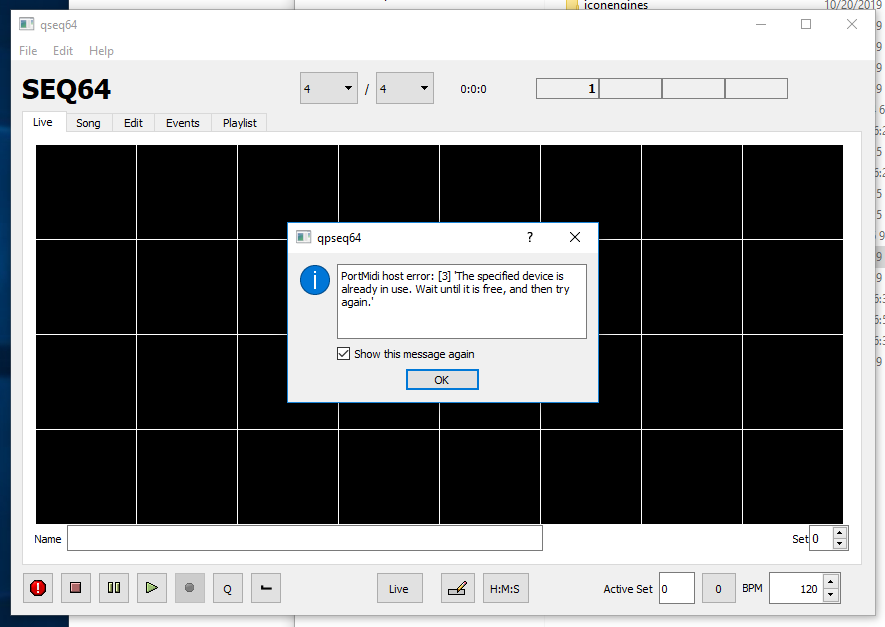 iconengines 10/20/2019
qseq64
File Edit Help
SEQ64
4 / 4 0:0:0 1
Live Song Edit Events Playlist
qpseq64 ?
PortMidi host error: [3] 'The specified device is
already in use. Wait until it is free, and then try
again.'
Show this message again
OK
Name Set 0
Q Live H:M:S Active Set 0 0 BPM 120